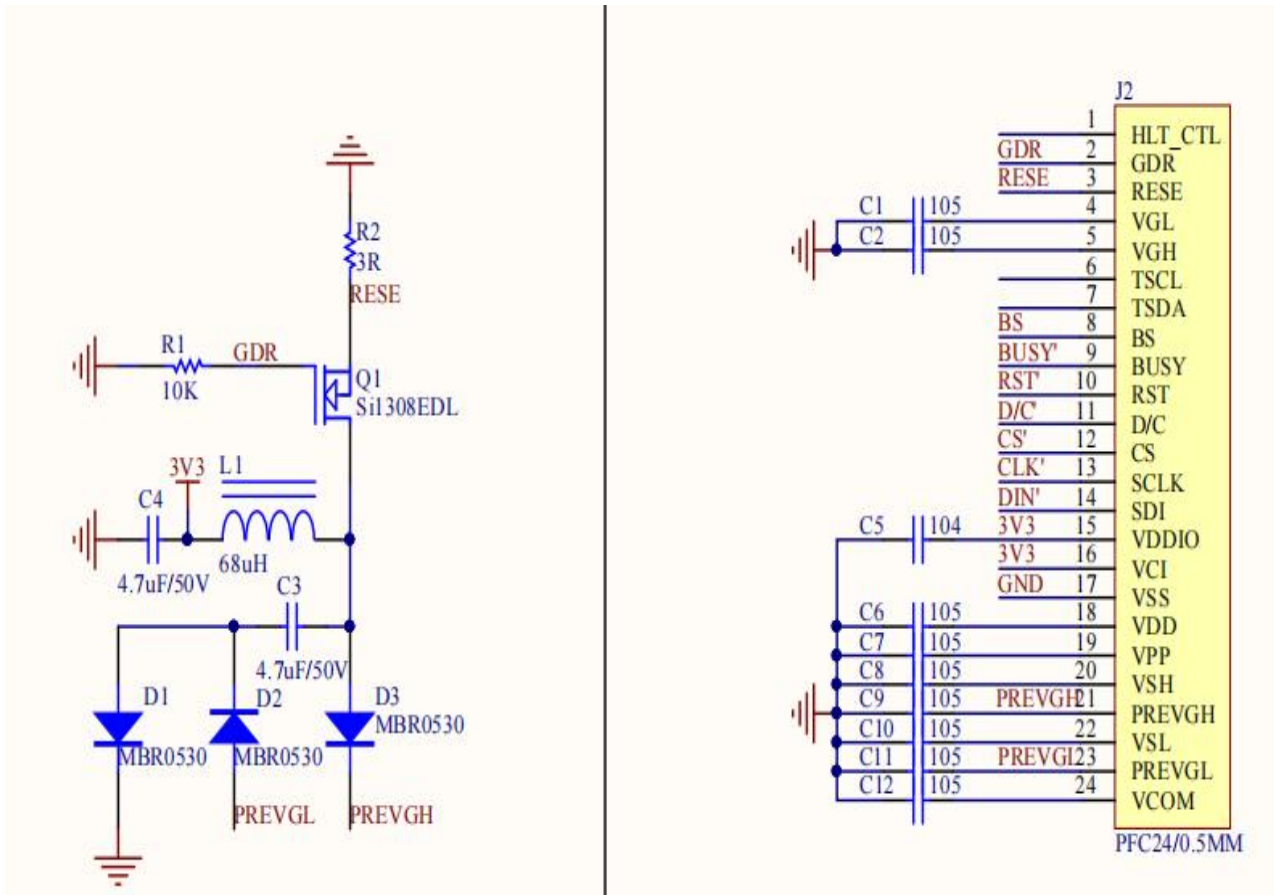 R2
3R
RESE
R1
GDR
10K
Q1
Si1308EDL
3V3
L1
C4
4.7uF/50V
68uH
C3
4.7uF/50V
D1
D2
D3
MBR0530
MBR0530
MBR0530
PREVGL
PREVGH
J2
1 HLT_CTL
GDR 2 GDR
RESE 3 RESE
C1 105 4 VGL
C2 105 5 VGH
6 TSCL
7 TSDA
BS 8 BS
BUSY' 9 BUSY
RST' 10 RST
D/C' 11 D/C
CS' 12 CS
CLK' 13 SCLK
DIN' 14 SDI
C5 104 3V3 15 VDDIO
3V3 16 VCI
GND 17 VSS
C6 105 18 VDD
C7 105 19 VPP
C8 105 20 VSH
C9 105 PREVGH 21 PREVGH
C10 105 22 VSL
C11 105 PREVGL 23 PREVGL
C12 105 24 VCOM
PFC24/0.5MM